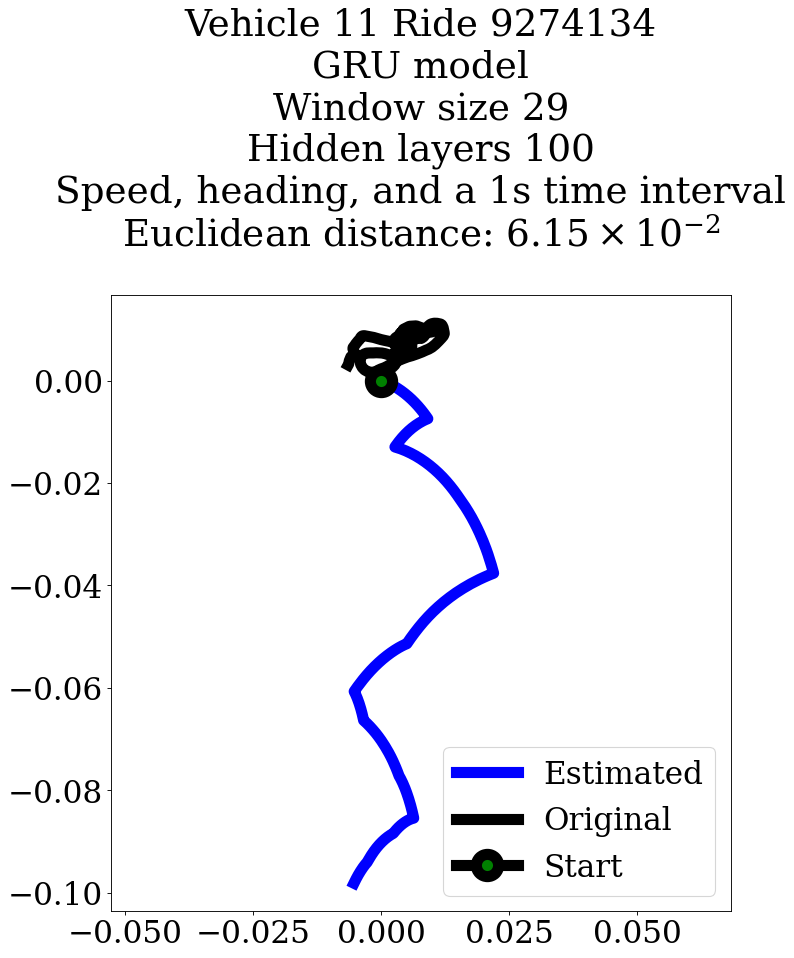 Vehicle 11 Ride 9274134
GRU model
Window size 29
Hidden layers 100
Speed, heading, and a 1s time interval
Euclidean distance: 6.15 × 10⁻²
0.00
−0.02
−0.04
−0.06
−0.08
−0.10
Estimated
Original
Start
−0.050 −0.025 0.000 0.025 0.050